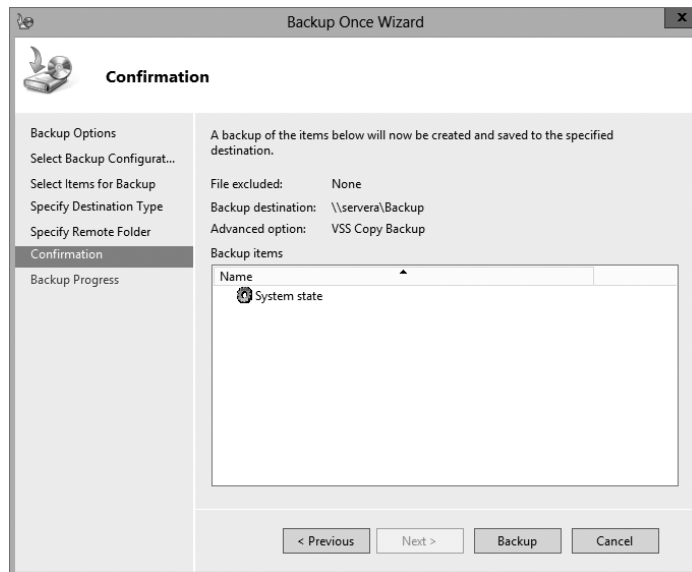 Backup Once Wizard
x
Confirmation
Backup Options
Select Backup Configurat...
Select Items for Backup
Specify Destination Type
Specify Remote Folder
Confirmation
Backup Progress
A backup of the items below will now be created and saved to the specified
destination.
File excluded: None
Backup destination: \\servera\Backup
Advanced option: VSS Copy Backup
Backup items
Name
System state
< Previous
Next >
Backup
Cancel